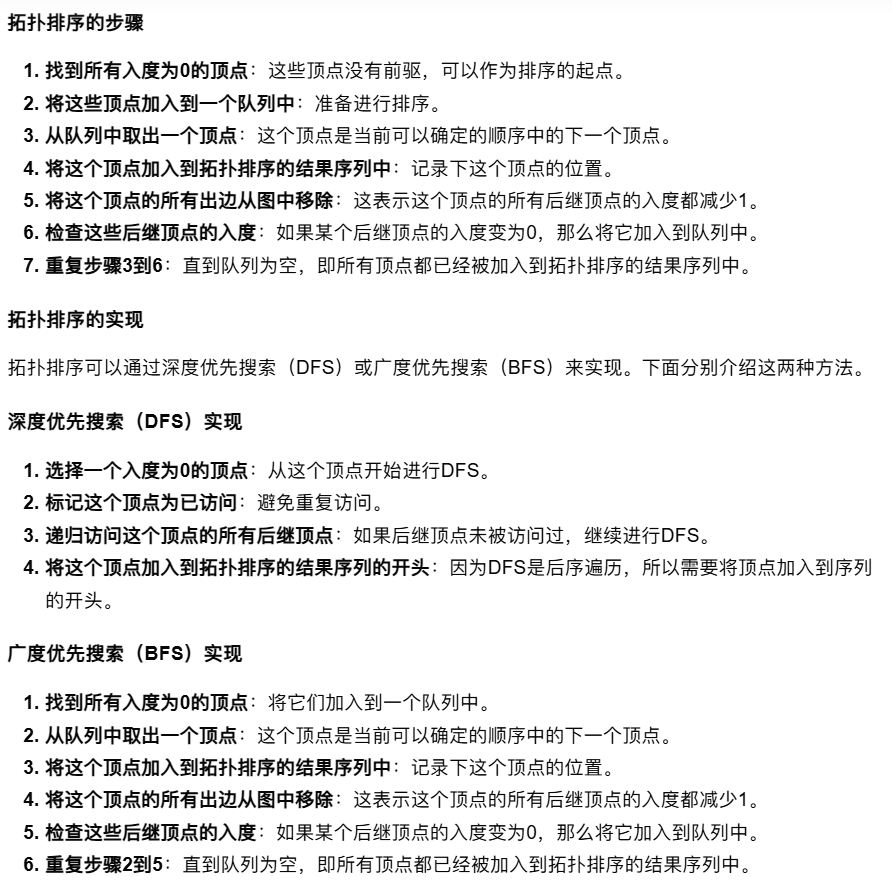 拓扑排序的步骤
1. 找到所有入度为0的顶点：这些顶点没有前驱，可以作为排序的起点。
2. 将这些顶点加入到一个队列中：准备进行排序。
3. 从队列中取出一个顶点：这个顶点是当前可以确定的顺序中的下一个顶点。
4. 将这个顶点加入到拓扑排序的结果序列中：记录下这个顶点的位置。
5. 将这个顶点的所有出边从图中移除：这表示这个顶点的所有后继顶点的入度都减少1。
6. 检查这些后继顶点的入度：如果某个后继顶点的入度变为0，那么将它加入到队列中。
7. 重复步骤3到6：直到队列为空，即所有顶点都已经被加入到拓扑排序的结果序列中。
拓扑排序的实现
拓扑排序可以通过深度优先搜索（DFS）或广度优先搜索（BFS）来实现。下面分别介绍这两种方法。
深度优先搜索（DFS）实现
1. 选择一个入度为0的顶点：从这个顶点开始进行DFS。
2. 标记这个顶点为已访问：避免重复访问。
3. 递归访问这个顶点的所有后继顶点：如果后继顶点未被访问过，继续进行DFS。
4. 将这个顶点加入到拓扑排序的结果序列的开头：因为DFS是后序遍历，所以需要将顶点加入到序列
的开头。
广度优先搜索（BFS）实现
1. 找到所有入度为0的顶点：将它们加入到一个队列中。
2. 从队列中取出一个顶点：这个顶点是当前可以确定的顺序中的下一个顶点。
3. 将这个顶点加入到拓扑排序的结果序列中：记录下这个顶点的位置。
4. 将这个顶点的所有出边从图中移除：这表示这个顶点的所有后继顶点的入度都减少1。
5. 检查这些后继顶点的入度：如果某个后继顶点的入度变为0，那么将它加入到队列中。
6. 重复步骤2到5：直到队列为空，即所有顶点都已经被加入到拓扑排序的结果序列中。